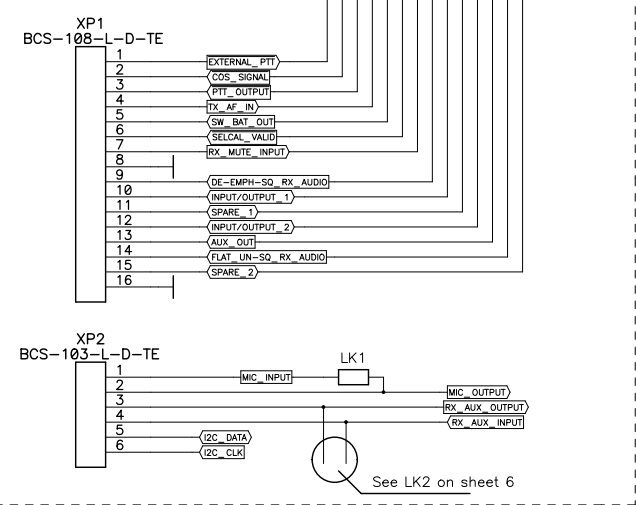 XP1
BCS-108-L-D-TE
1
EXTERNAL_PTT
2
COS_SIGNAL
3
PTT_OUTPUT
4
TX_AF_IN
5
SW_BAT_OUT
6
SELCAL_VALID
7
RX_MUTE_INPUT
8
9
DE-EMPH-SQ_RX_AUDIO
10
INPUT/OUTPUT_1
11
SPARE_1
12
INPUT/OUTPUT_2
13
AUX_OUT
14
FLAT_UN-SQ_RX_AUDIO
15
SPARE_2
16
XP2
BCS-103-L-D-TE
LK1
1
MIC_INPUT
2
MIC_OUTPUT
3
RX_AUX_OUTPUT
4
RX_AUX_INPUT
5
I2C_DATA
6
I2C_CLK
See LK2 on sheet 6